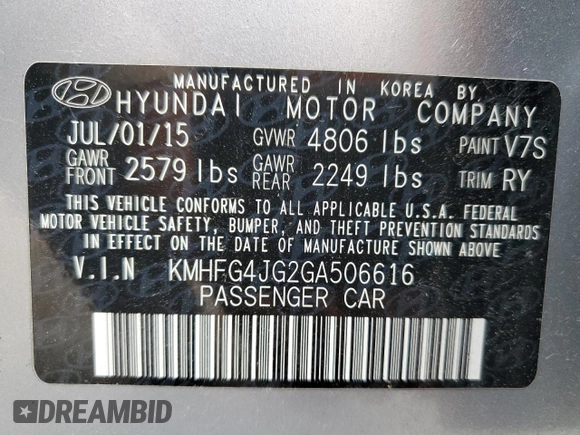 MANUFACTURED IN KOREA BY
HYUNDAI MOTOR COMPANY
JUL/01/15 GVWR 4806 lbs PAINT V7S
GAWR FRONT 2579 lbs GAWR REAR 2249 lbs TRIM RY
THIS VEHICLE CONFORMS TO ALL APPLICABLE U.S.A. FEDERAL
MOTOR VEHICLE SAFETY, BUMPER, AND THEFT PREVENTION STANDARDS
IN EFFECT ON THE DATE OF MANUFACTURE SHOWN ABOVE.
V.I.N KMHFG4JG2GA506616
PASSENGER CAR
DREAMBID